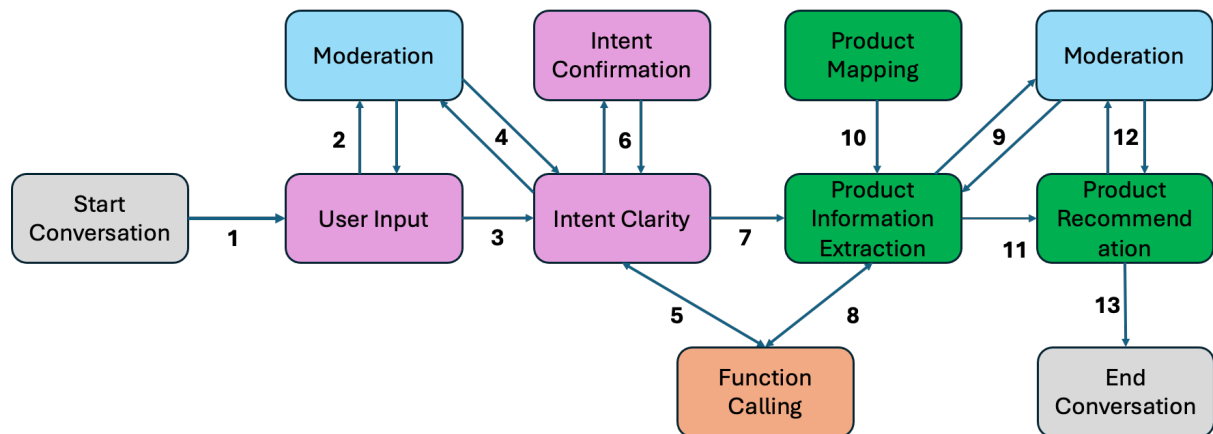 Moderation
Intent
Confirmation
Product
Mapping
Moderation
2
4
6
10
9
12
Start
Conversation
1
User Input
3
Intent Clarity
7
Product
Information
Extraction
11
Product
Recommend
ation
5
8
13
Function
Calling
End
Conversation